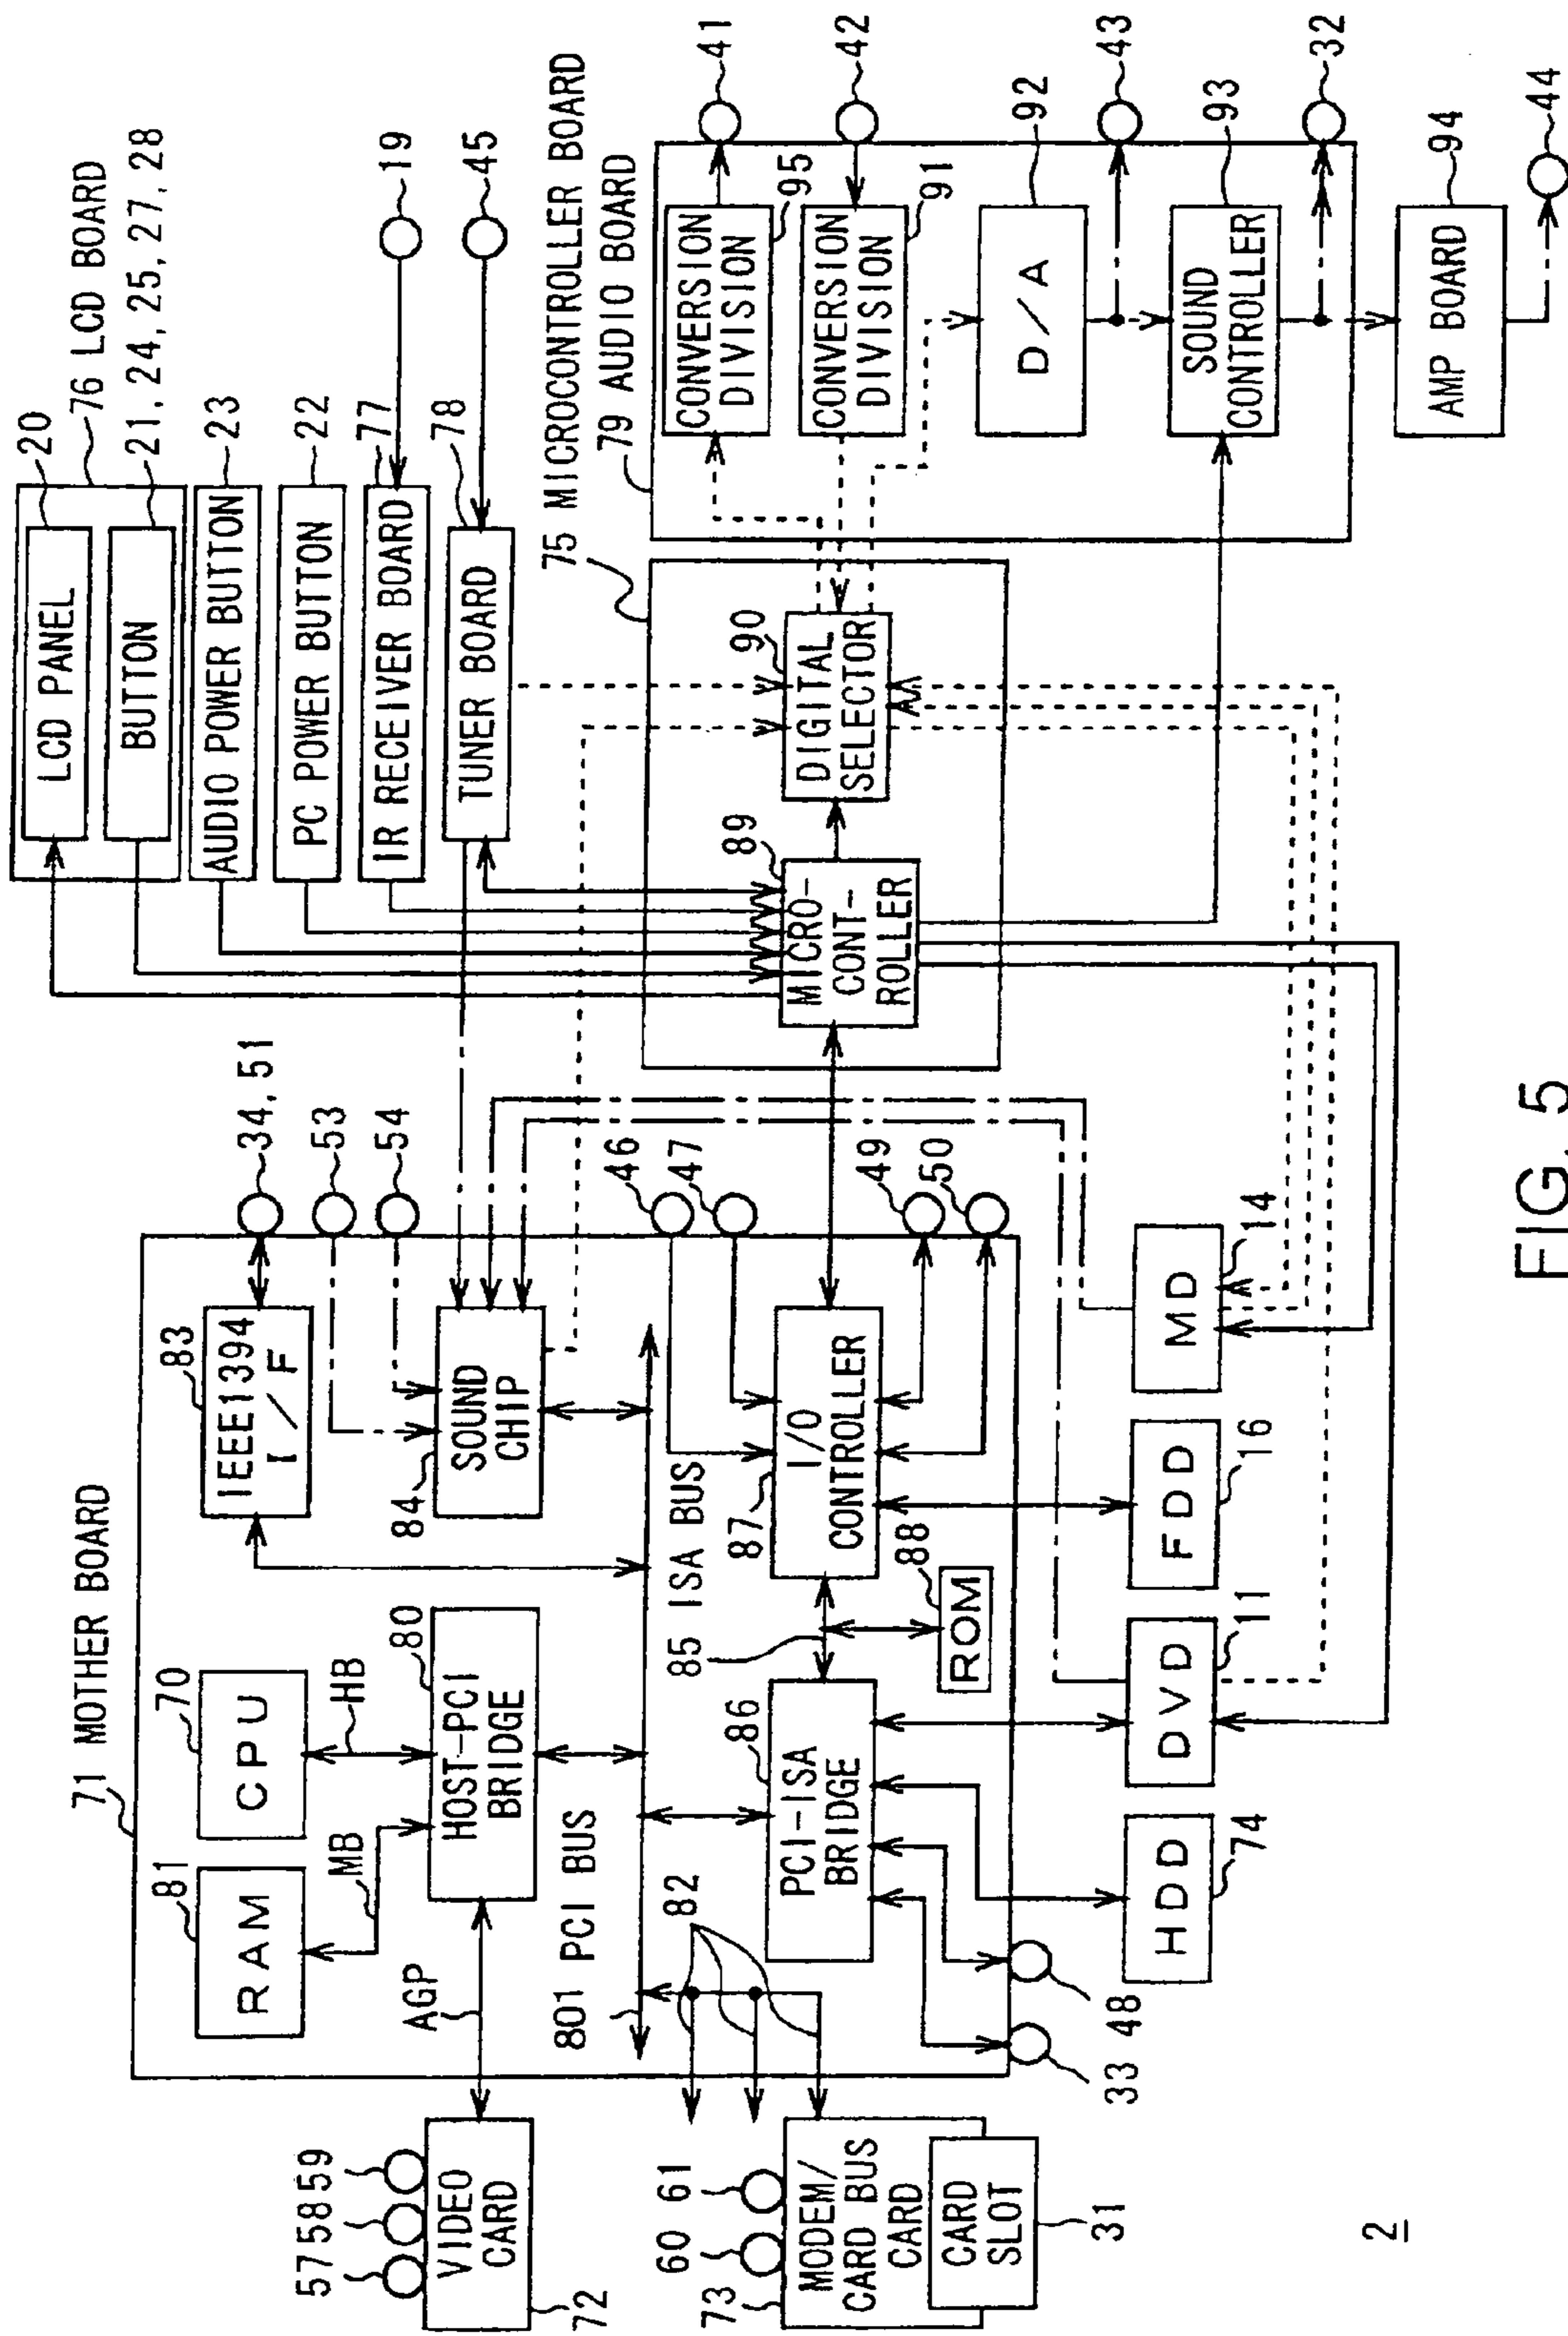 20
76 LCD BOARD
LCD PANEL
BUTTON
21, 24, 25, 27, 28
AUDIO POWER BUTTON
23
PC POWER BUTTON
22
IR RECEIVER BOARD
77
19
TUNER BOARD
78
45
71 MOTHER BOARD
RAM
81
CPU
70
MB
HB
HOST-PCI
BRIDGE
80
AGP
IEEE1394
I/F
83
34, 51
53
54
SOUND
CHIP
84
575859
VIDEO
CARD
72
801 PCI BUS
82
60 61
73
MODEM/
CARD BUS
CARD
CARD
SLOT
31
PCI-ISA
BRIDGE
86
85 ISA BUS
ROM
88
I/O
CONTROLLER
87
46
47
49
50
33
48
HDD
74
DVD
11
FDD
16
MD
14
75 MICROCONTROLLER BOARD
MICRO-
CONT-
ROLLER
89
DIGITAL
SELECTOR
90
79 AUDIO BOARD
CONVERSION
DIVISION
95
41
CONVERSION
DIVISION
91
42
D/A
92
43
SOUND
CONTROLLER
93
32
AMP BOARD
94
44
2
FIG. 5